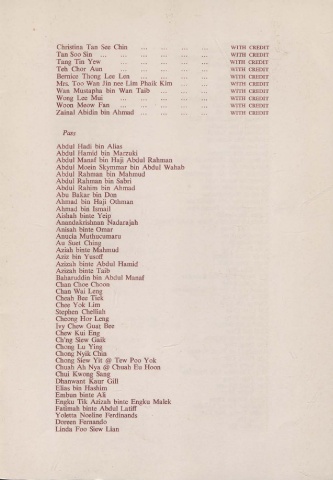 Christina Tan See Chin ... ... ... ... WITH CREDIT
Tan Soo Sin ... ... ... ... ... WITH CREDIT
Tang Tin Yew ... ... ... ... WITH CREDIT
Teh Chor Aun ... ... ... ... WITH CREDIT
Bernice Thong Lee Len ... ... ... ... WITH CREDIT
Mrs. Too Wan Jin nee Lim Phaik Kim ... ... WITH CREDIT
Wan Mustapha bin Wan Taib ... ... ... WITH CREDIT
Wong Lee Mui ... ... ... ... WITH CREDIT
Woon Meow Fan ... ... ... ... WITH CREDIT
Zainal Abidin bin Ahmad ... ... ... ... WITH CREDIT
Pass
Abdul Hadi bin Alias
Abdul Hamid bin Marzuki
Abdul Manaf bin Haji Abdul Rahman
Abdul Moein Skymmar bin Abdul Wahab
Abdul Rahman bin Mahmud
Abdul Rahman bin Sabri
Abdul Rahim bin Ahmad
Abu Bakar bin Don
Ahmad bin Haji Othman
Ahmad bin Ismail
Aishah binte Yeip
Anandakrishnan Nadarajah
Anisah binte Omar
Anucia Muthucumaru
Au Suet Ching
Aziah binte Mahmud
Aziz bin Yusoff
Azizah binte Abdul Hamid
Azizah binte Taib
Baharuddin bin Abdul Manaf
Chan Chee Choon
Chan Wai Leng
Cheah Bee Tiek
Chee Yok Lim
Stephen Chelliah
Cheong Hor Leng
Ivy Chew Guat Bee
Chew Kui Eng
Ch'ng Siew Gaik
Chong Lu Ying
Chong Nyik Chin
Chong Siew Yit @ Tew Poo Yok
Chuah Ah Nya @ Chuah Eu Hoon
Chui Kwong Sang
Dhanwant Kaur Gill
Elias bin Hashim
Embun binte Ali
Engku Tik Azizah binte Engku Malek
Fatimah binte Abdul Latiff
Yoletta Noeline Ferdinands
Doreen Fernando
Linda Foo Siew Lian